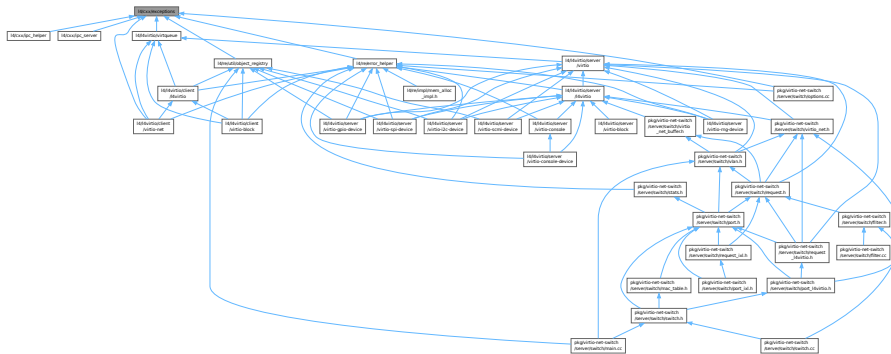 l4/cxx/exceptions
l4/cxx/ipc_helper
l4/cxx/ipc_server
l4/l4virtio/virtqueue
l4/re/util/object_registry
l4/re/error_helper
l4/l4virtio/server
/virtio
l4/l4virtio/client
/l4virtio
l4/re/impl/mem_alloc
_impl.h
l4/l4virtio/server
/l4virtio
pkg/virtio-net-switch
/server/switch/options.cc
l4/l4virtio/client
/virtio-net
l4/l4virtio/client
/virtio-block
l4/l4virtio/server
/virtio-gpio-device
l4/l4virtio/server
/virtio-spi-device
l4/l4virtio/server
/virtio-i2c-device
l4/l4virtio/server
/virtio-scmi-device
l4/l4virtio/server
/virtio-console
l4/l4virtio/server
/virtio-block
pkg/virtio-net-switch
/server/switch/virtio
_net_buffer.h
l4/l4virtio/server
/virtio-rng-device
pkg/virtio-net-switch
/server/switch/virtio_net.h
l4/l4virtio/server
/virtio-console-device
pkg/virtio-net-switch
/server/switch/vlan.h
pkg/virtio-net-switch
/server/switch/stats.h
pkg/virtio-net-switch
/server/switch/request.h
pkg/virtio-net-switch
/server/switch/port.h
pkg/virtio-net-switch
/server/switch/filter.h
pkg/virtio-net-switch
/server/switch/request_ixl.h
pkg/virtio-net-switch
/server/switch/request
_l4virtio.h
pkg/virtio-net-switch
/server/switch/filter.cc
pkg/virtio-net-switch
/server/switch/mac_table.h
pkg/virtio-net-switch
/server/switch/port_ixl.h
pkg/virtio-net-switch
/server/switch/port_l4virtio.h
pkg/virtio-net-switch
/server/switch/switch.h
pkg/virtio-net-switch
/server/switch/main.cc
pkg/virtio-net-switch
/server/switch/switch.cc